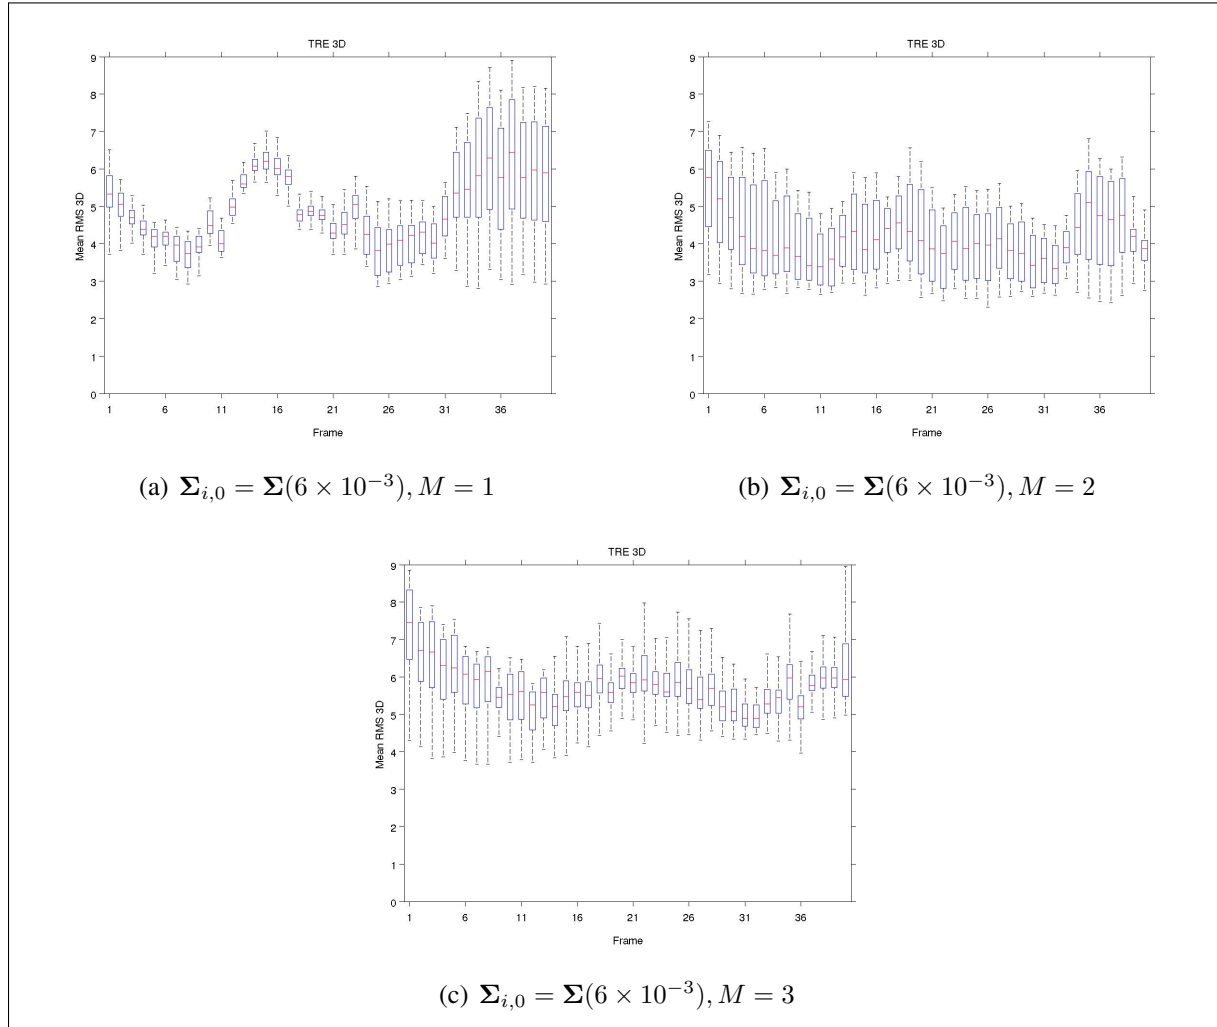 TRE 3D
Mean RMS 3D
9
8
7
6
5
4
3
2
1
0
1 6 11 16 21 26 31 36
Frame
(a) Σi,0 = Σ(6 × 10−3), M = 1
TRE 3D
Mean RMS 3D
9
8
7
6
5
4
3
2
1
0
1 6 11 16 21 26 31 36
Frame
(b) Σi,0 = Σ(6 × 10−3), M = 2
TRE 3D
Mean RMS 3D
9
8
7
6
5
4
3
2
1
0
1 6 11 16 21 26 31 36
Frame
(c) Σi,0 = Σ(6 × 10−3), M = 3